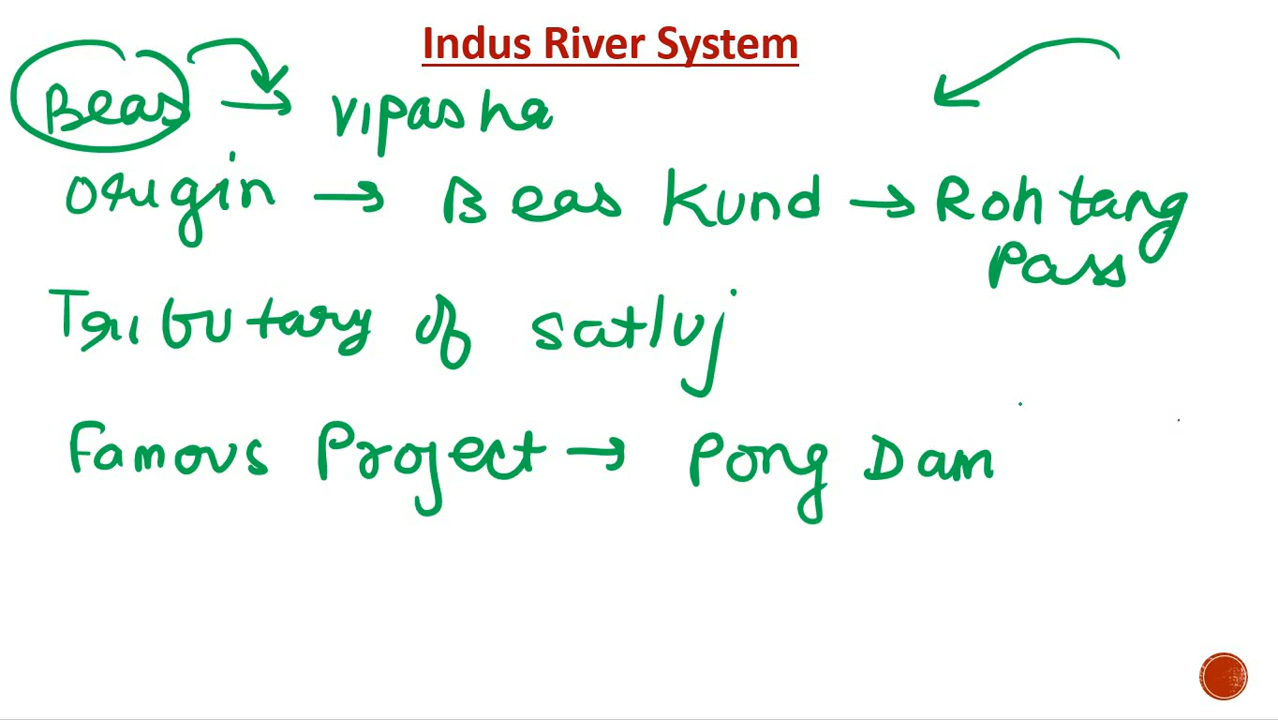 Indus River System
Beas → Vipasha
Origin → Beas Kund → Rohtang
Pass
Tributary of Satluj
Famous Project → Pong Dam